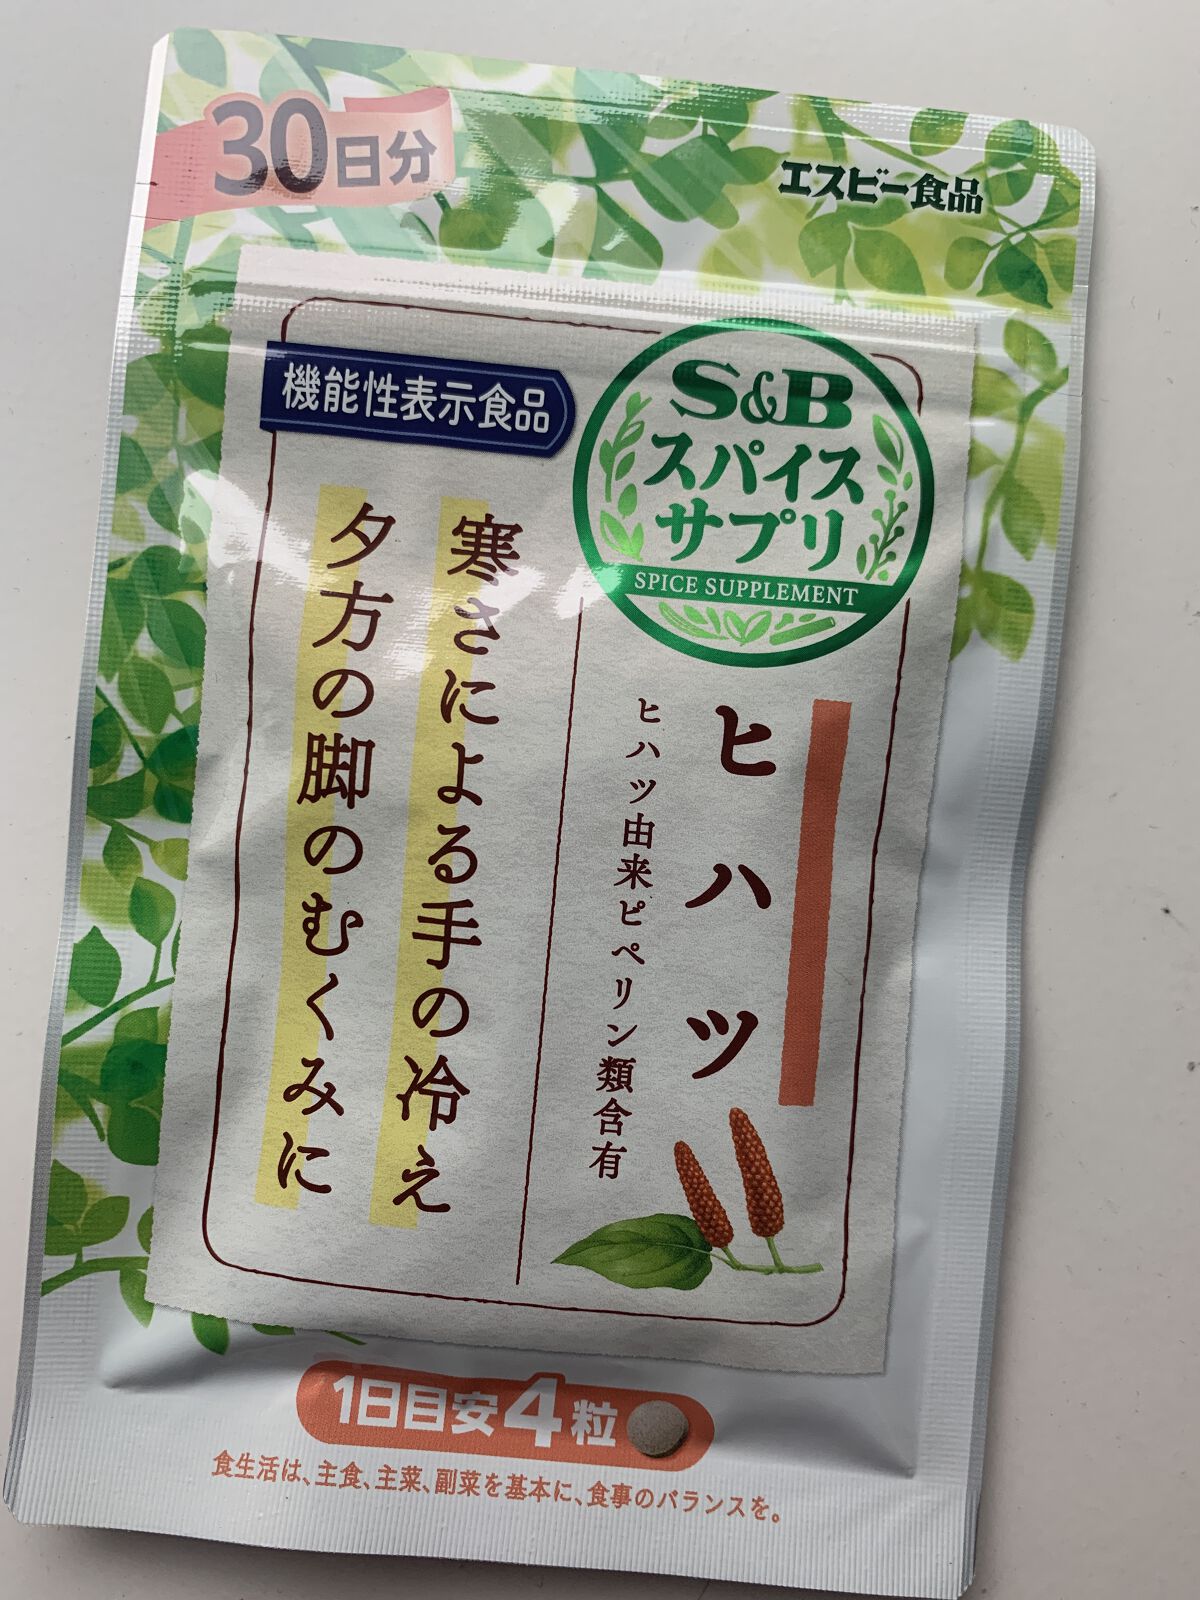 30日分
エスビー食品
機能性表示食品
S&B
スパイス
サプリ
SPICE SUPPLEMENT
ヒハツ
ヒハツ由来ピペリン類含有
寒さによる手の冷え
夕方の脚のむくみに
1日目安4粒
食生活は、主食、主菜、副菜を基本に、食事のバランスを。